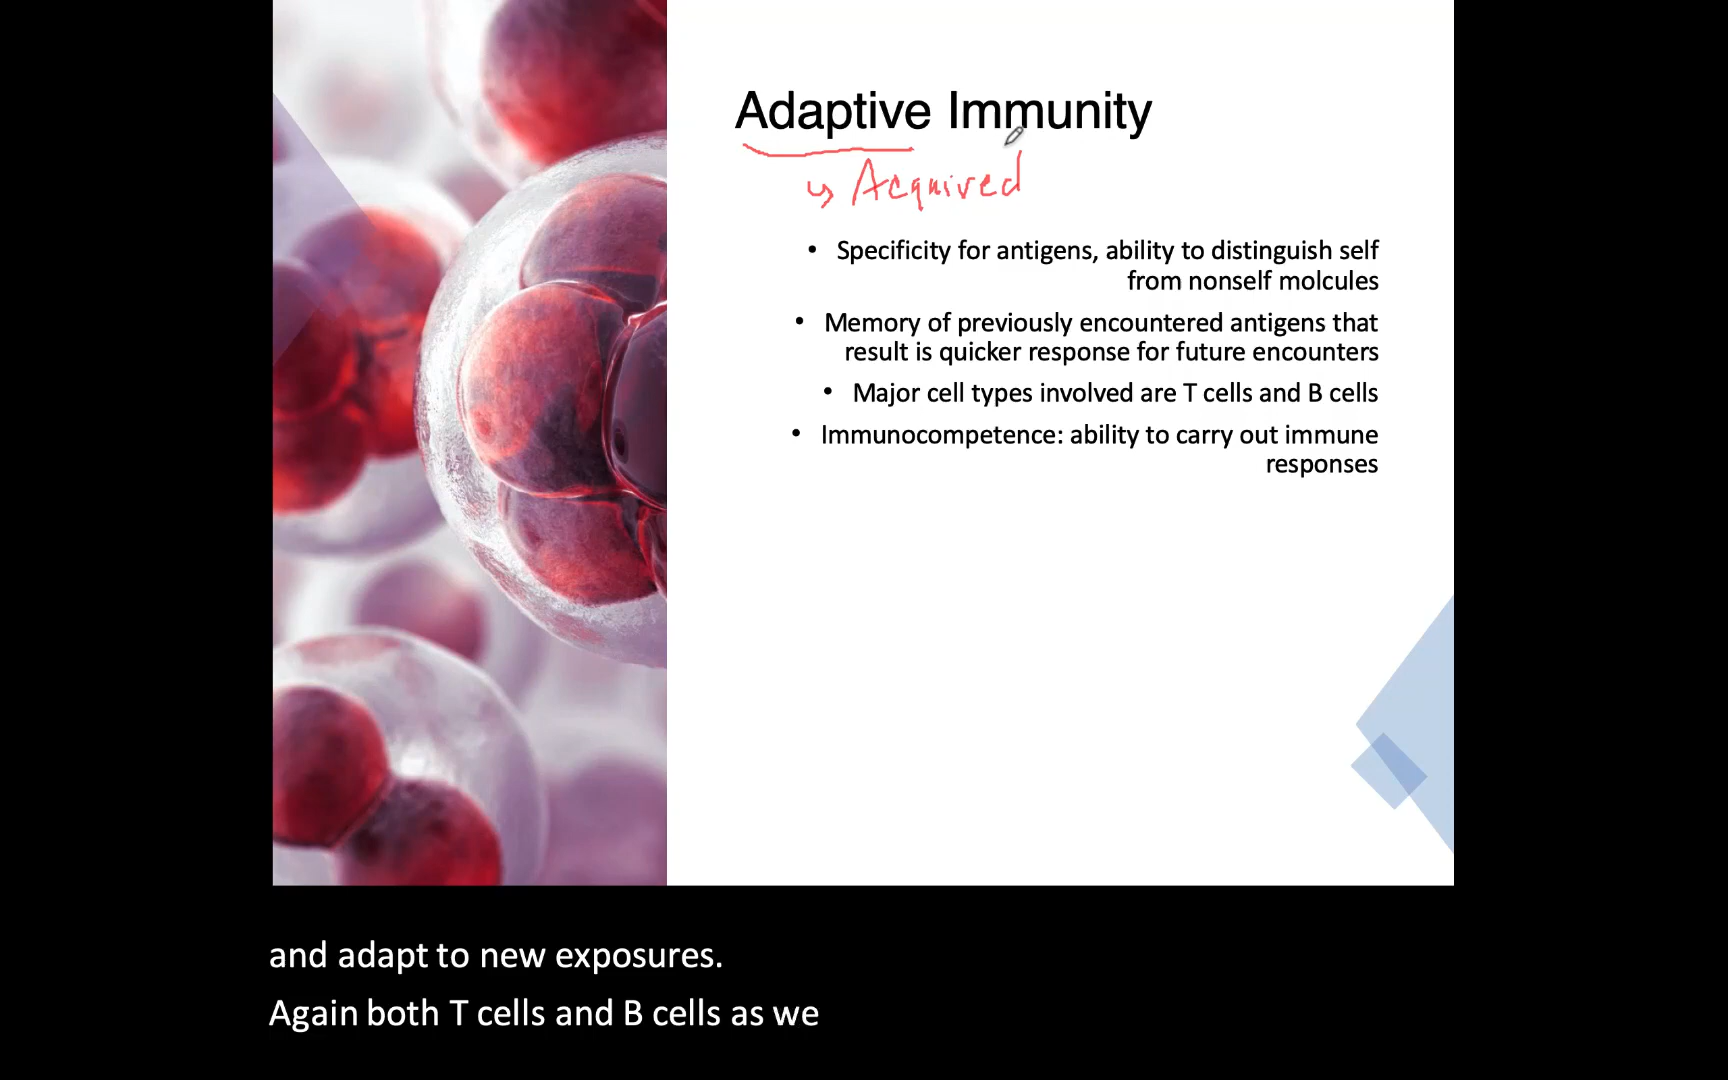 Adaptive Immunity
↳ Acquired
• Specificity for antigens, ability to distinguish self
from nonself molcules
• Memory of previously encountered antigens that
result is quicker response for future encounters
• Major cell types involved are T cells and B cells
• Immunocompetence: ability to carry out immune
responses
and adapt to new exposures.
Again both T cells and B cells as we